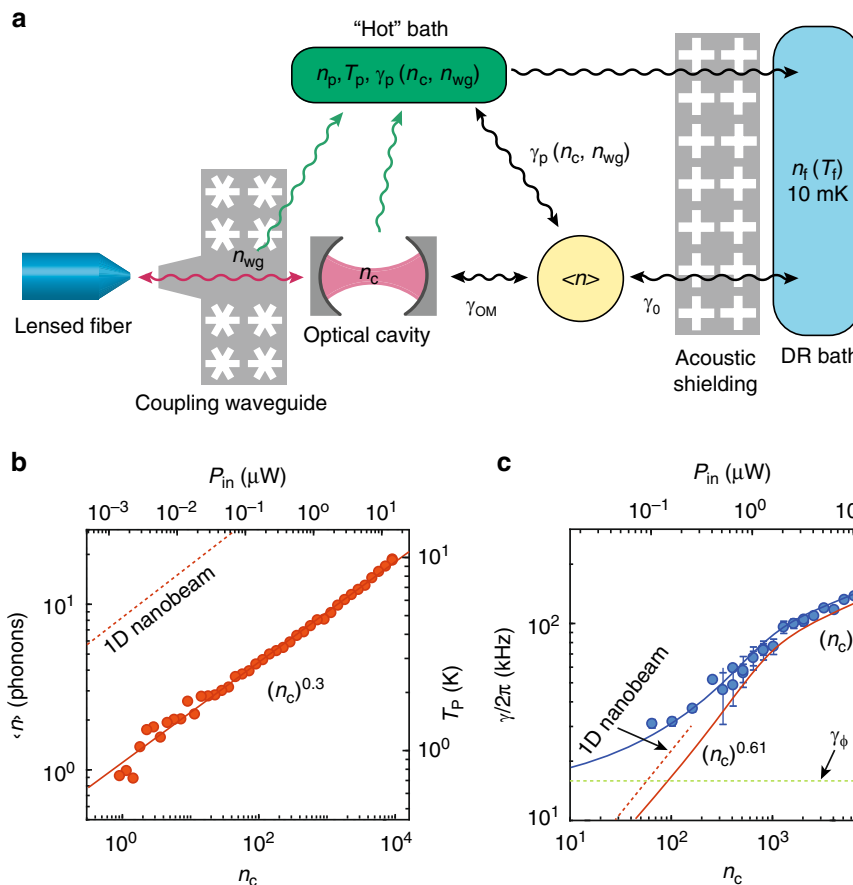 a
“Hot” bath
n_p, T_p, γ_p (n_c, n_wg)
γ_p (n_c, n_wg)
n_f (T_f)
10 mK
n_wg
n_c
<n>
γ_OM
γ_0
Lensed fiber
Optical cavity
Acoustic
shielding
DR bath
Coupling waveguide
b
P_in (μW)
10^–3 10^–2 10^–1 10^0 10^1
‹n› (phonons)
10^1
10^0
1D nanobeam
(n_c)^0.3
T_P (K)
10^1
10^0
10^0 10^2 10^4
n_c
c
P_in (μW)
10^–1 10^0 10
γ/2π (kHz)
10^2
10^1
(n_c)
1D nanobeam
(n_c)^0.61
γ_ϕ
10^1 10^2 10^3
n_c